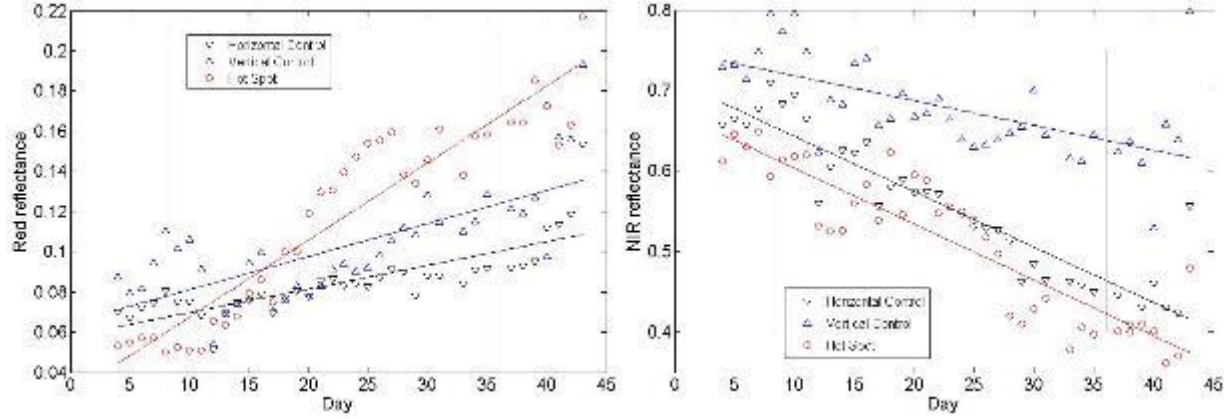 0.22
0.2
0.18
0.16
0.14
0.12
0.1
0.08
0.06
0.04
Red reflectance
Horizontal Control
Vertical Control
Hot Spot
0 5 10 15 20 25 30 35 40 45
Day
0.8
0.7
0.6
0.5
0.4
NIR reflectance
Horizontal Control
Vertical Control
Hot Spot
0 5 10 15 20 25 30 35 40 45
Day